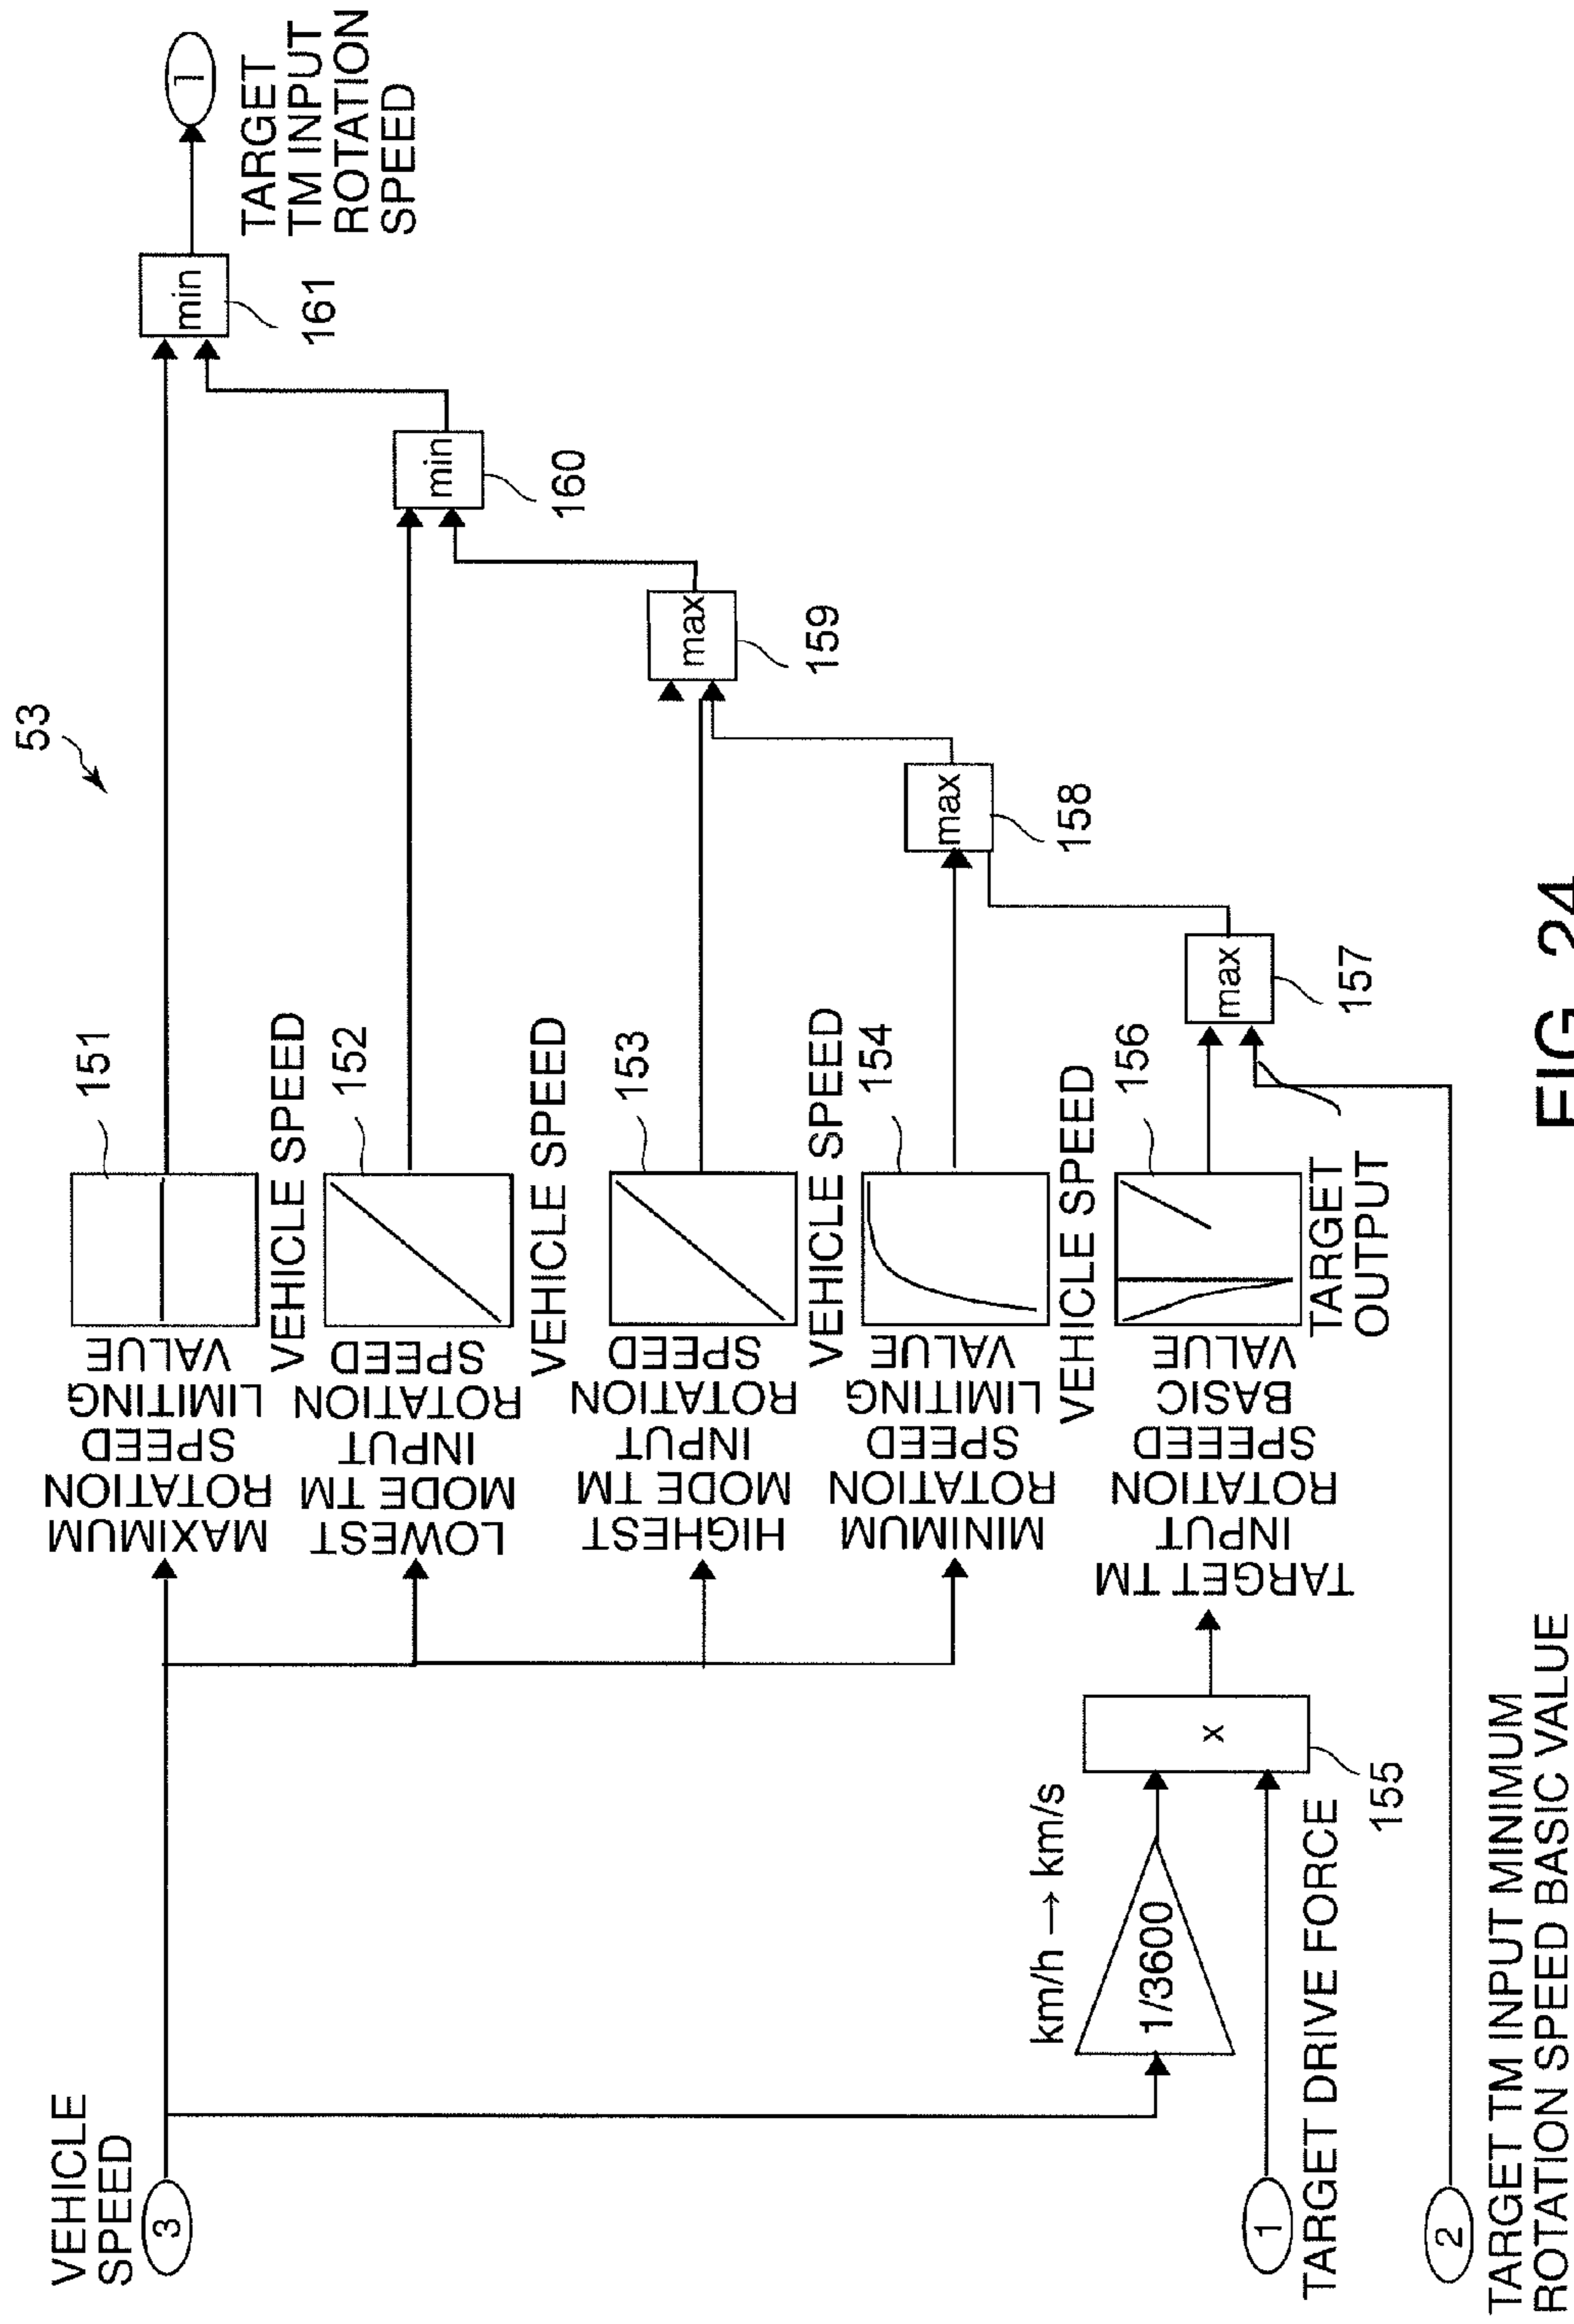 53
VEHICLE
SPEED
3
MAXIMUM
ROTATION
SPEED
LIMITING
VALUE
151
VEHICLE SPEED
LOWEST
MODE TM
INPUT
ROTATION
SPEED
152
VEHICLE SPEED
HIGHEST
MODE TM
INPUT
ROTATION
SPEED
153
VEHICLE SPEED
MINIMUM
ROTATION
SPEED
LIMITING
VALUE
154
VEHICLE SPEED
km/h → km/s
1/3600
x
155
1
TARGET DRIVE FORCE
TARGET TM
INPUT
ROTATION
SPEEED
BASIC
VALUE
156
TARGET
OUTPUT
2
TARGET TM INPUT MINIMUM
ROTATION SPEED BASIC VALUE
max
157
max
158
max
159
min
160
min
161
1
TARGET
TM INPUT
ROTATION
SPEED
FIG. 24